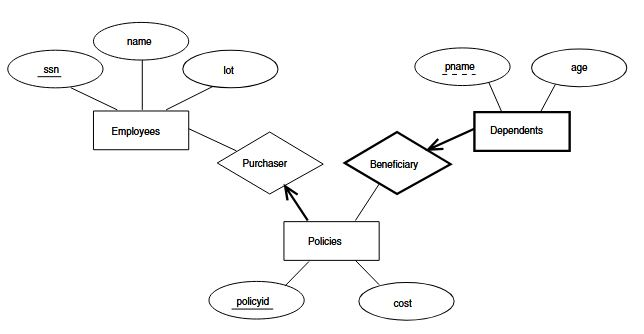 name
ssn
lot
pname
age
Employees
Dependents
Purchaser
Beneficiary
Policies
policyid
cost